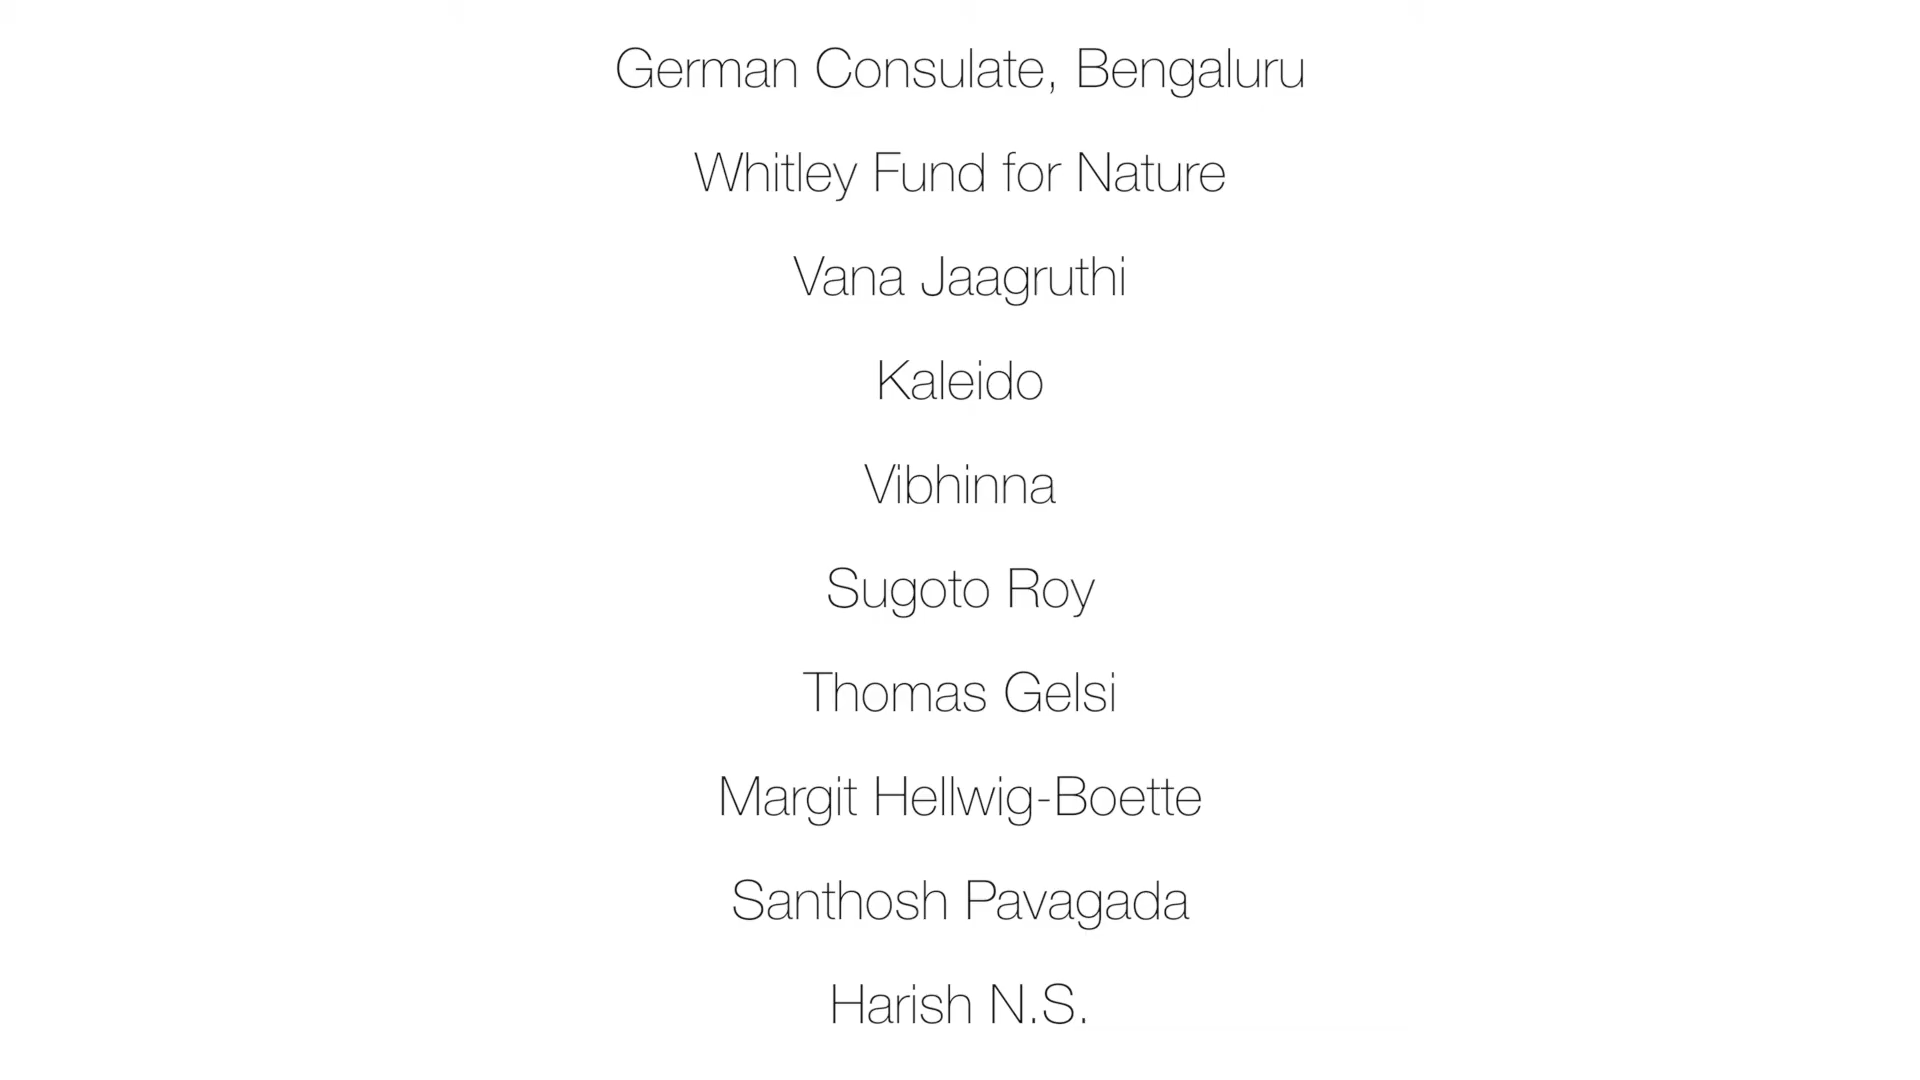 German Consulate, Bengaluru
Whitley Fund for Nature
Vana Jaagruthi
Kaleido
Vibhinna
Sugoto Roy
Thomas Gelsi
Margit Hellwig-Boette
Santhosh Pavagada
Harish N.S.